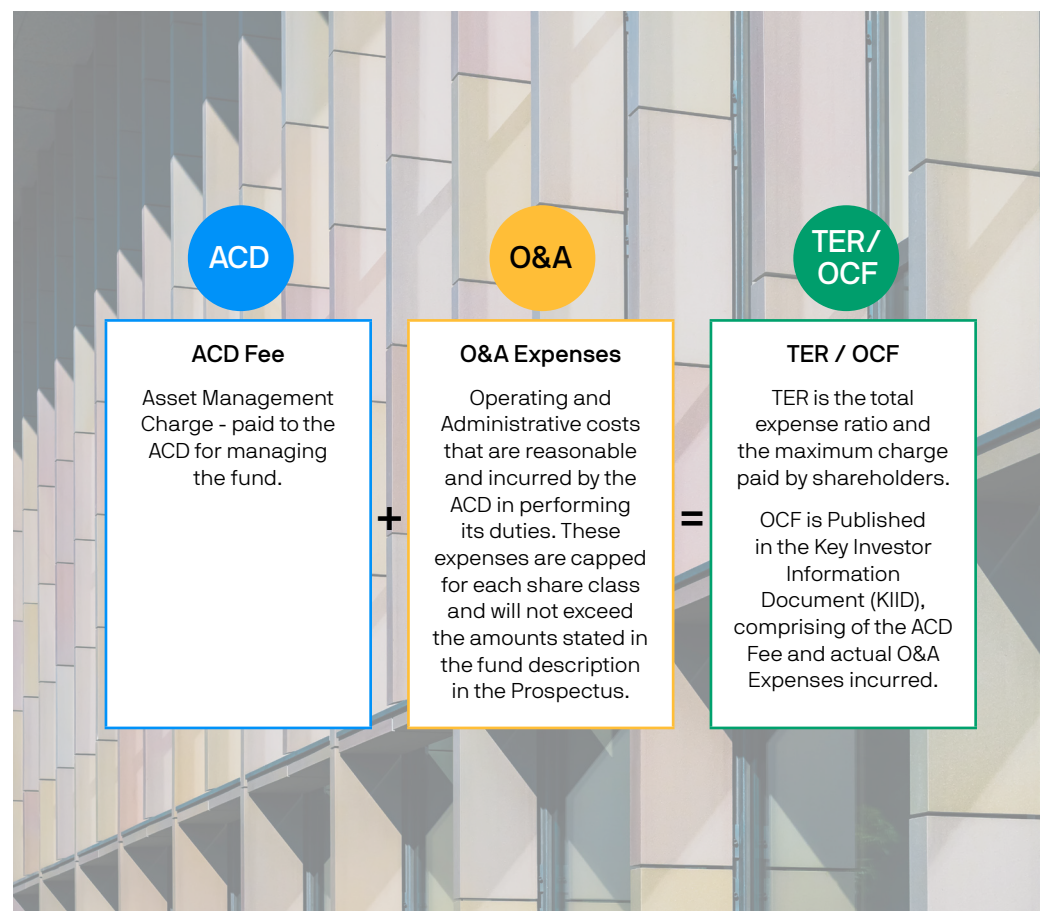 ACD
O&A
TER/
OCF
ACD Fee
Asset Management
Charge - paid to the
ACD for managing
the fund.
+
O&A Expenses
Operating and
Administrative costs
that are reasonable
and incurred by the
ACD in performing
its duties. These
expenses are capped
for each share class
and will not exceed
the amounts stated in
the fund description
in the Prospectus.
=
TER / OCF
TER is the total
expense ratio and
the maximum charge
paid by shareholders.
OCF is Published
in the Key Investor
Information
Document (KIID),
comprising of the ACD
Fee and actual O&A
Expenses incurred.